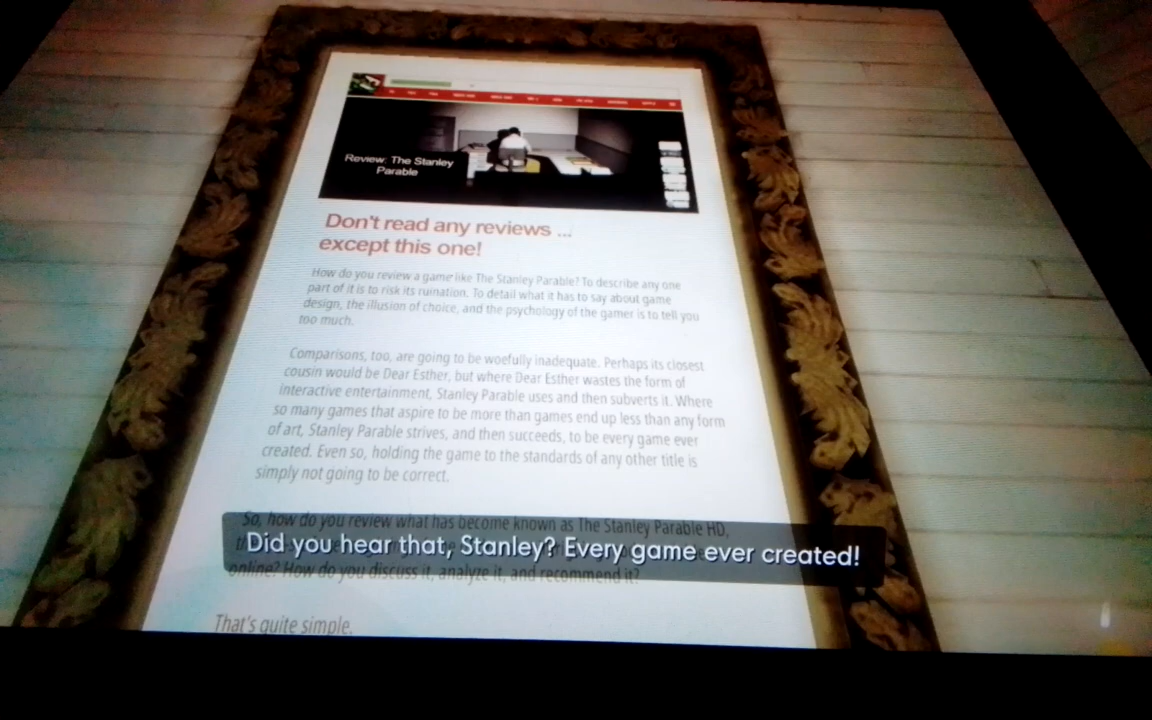 Review: The Stanley
Parable
Don't read any reviews ...
except this one!
How do you review a game like The Stanley Parable? To describe any one
part of it is to risk its ruination. To detail what it has to say about game
design, the illusion of choice, and the psychology of the gamer is to tell you
too much.
Comparisons, too, are going to be woefully inadequate. Perhaps its closest
cousin would be Dear Esther, but where Dear Esther wastes the form of
interactive entertainment, Stanley Parable uses and then subverts it. Where
so many games that aspire to be more than games end up less than any form
of art, Stanley Parable strives, and then succeeds, to be every game ever
created. Even so, holding the game to the standards of any other title is
simply not going to be correct.
So, how do you review what has become known as The Stanley Parable HD,
Did you hear that, Stanley? Every game ever created!
online? How do you discuss it, analyze it, and recommend it?
That's quite simple.